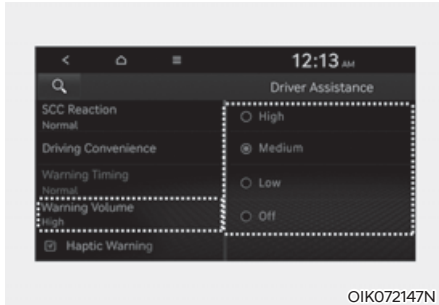 12:13 AM
Driver Assistance
SCC Reaction
Normal
High
Driving Convenience
Medium
Warning Timing
Normal
Low
Warning Volume
High
Off
Haptic Warning
OIK072147N